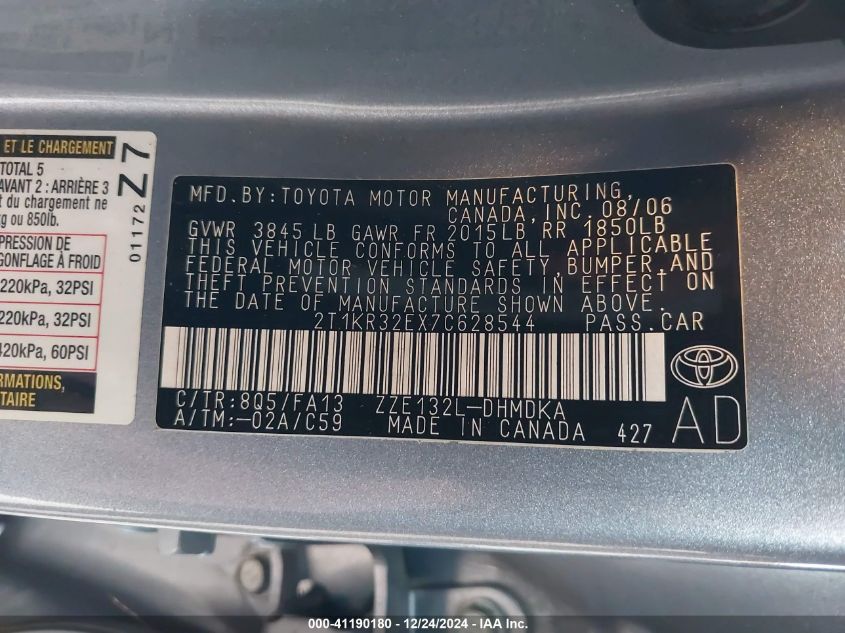 ET LE CHARGEMENT
TOTAL 5
AVANT 2 : ARRIÈRE 3
du chargement ne
kg ou 850lb.
PRESSION DE
GONFLAGE À FROID
220kPa, 32PSI
220kPa, 32PSI
420kPa, 60PSI
RMATIONS,
01172 Z7
MFD. BY: TOYOTA MOTOR MANUFACTURING,
CANADA, INC. 08/06
GVWR 3845 LB GAWR FR 2015LB RR 1850LB
THIS VEHICLE CONFORMS TO ALL APPLICABLE
FEDERAL MOTOR VEHICLE SAFETY, BUMPER, AND
THEFT PREVENTION STANDARDS IN EFFECT ON
THE DATE OF MANUFACTURE SHOWN ABOVE.
2T1KR32EX7C628544 PASS. CAR
C/TR: 8Q5/FA13 ZZE132L-DHMDKA
A/TM: -02A/C59 MADE IN CANADA 427 AD
000-41190180 - 12/24/2024 - IAA Inc.